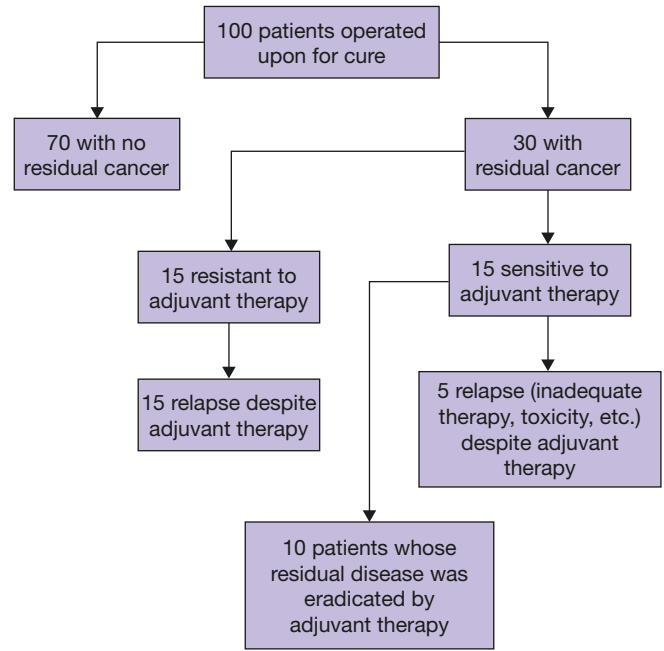 100 patients operated
upon for cure
70 with no
residual cancer
30 with
residual cancer
15 resistant to
adjuvant therapy
15 sensitive to
adjuvant therapy
15 relapse despite
adjuvant therapy
5 relapse (inadequate
therapy, toxicity, etc.)
despite adjuvant
therapy
10 patients whose
residual disease was
eradicated by
adjuvant therapy